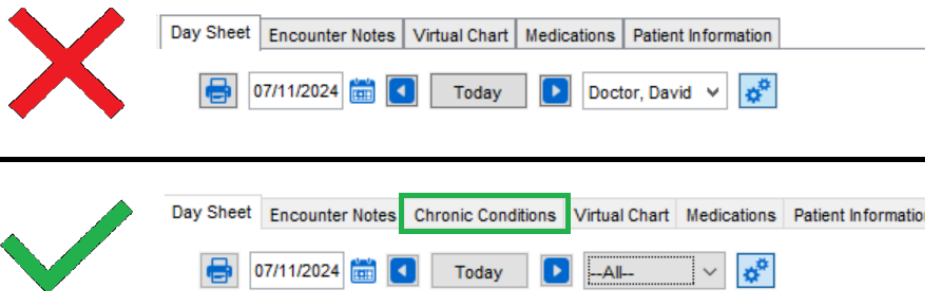 Day Sheet Encounter Notes Virtual Chart Medications Patient Information
07/11/2024 Today Doctor, David
Day Sheet Encounter Notes Chronic Conditions Virtual Chart Medications Patient Informatio
07/11/2024 Today --All--